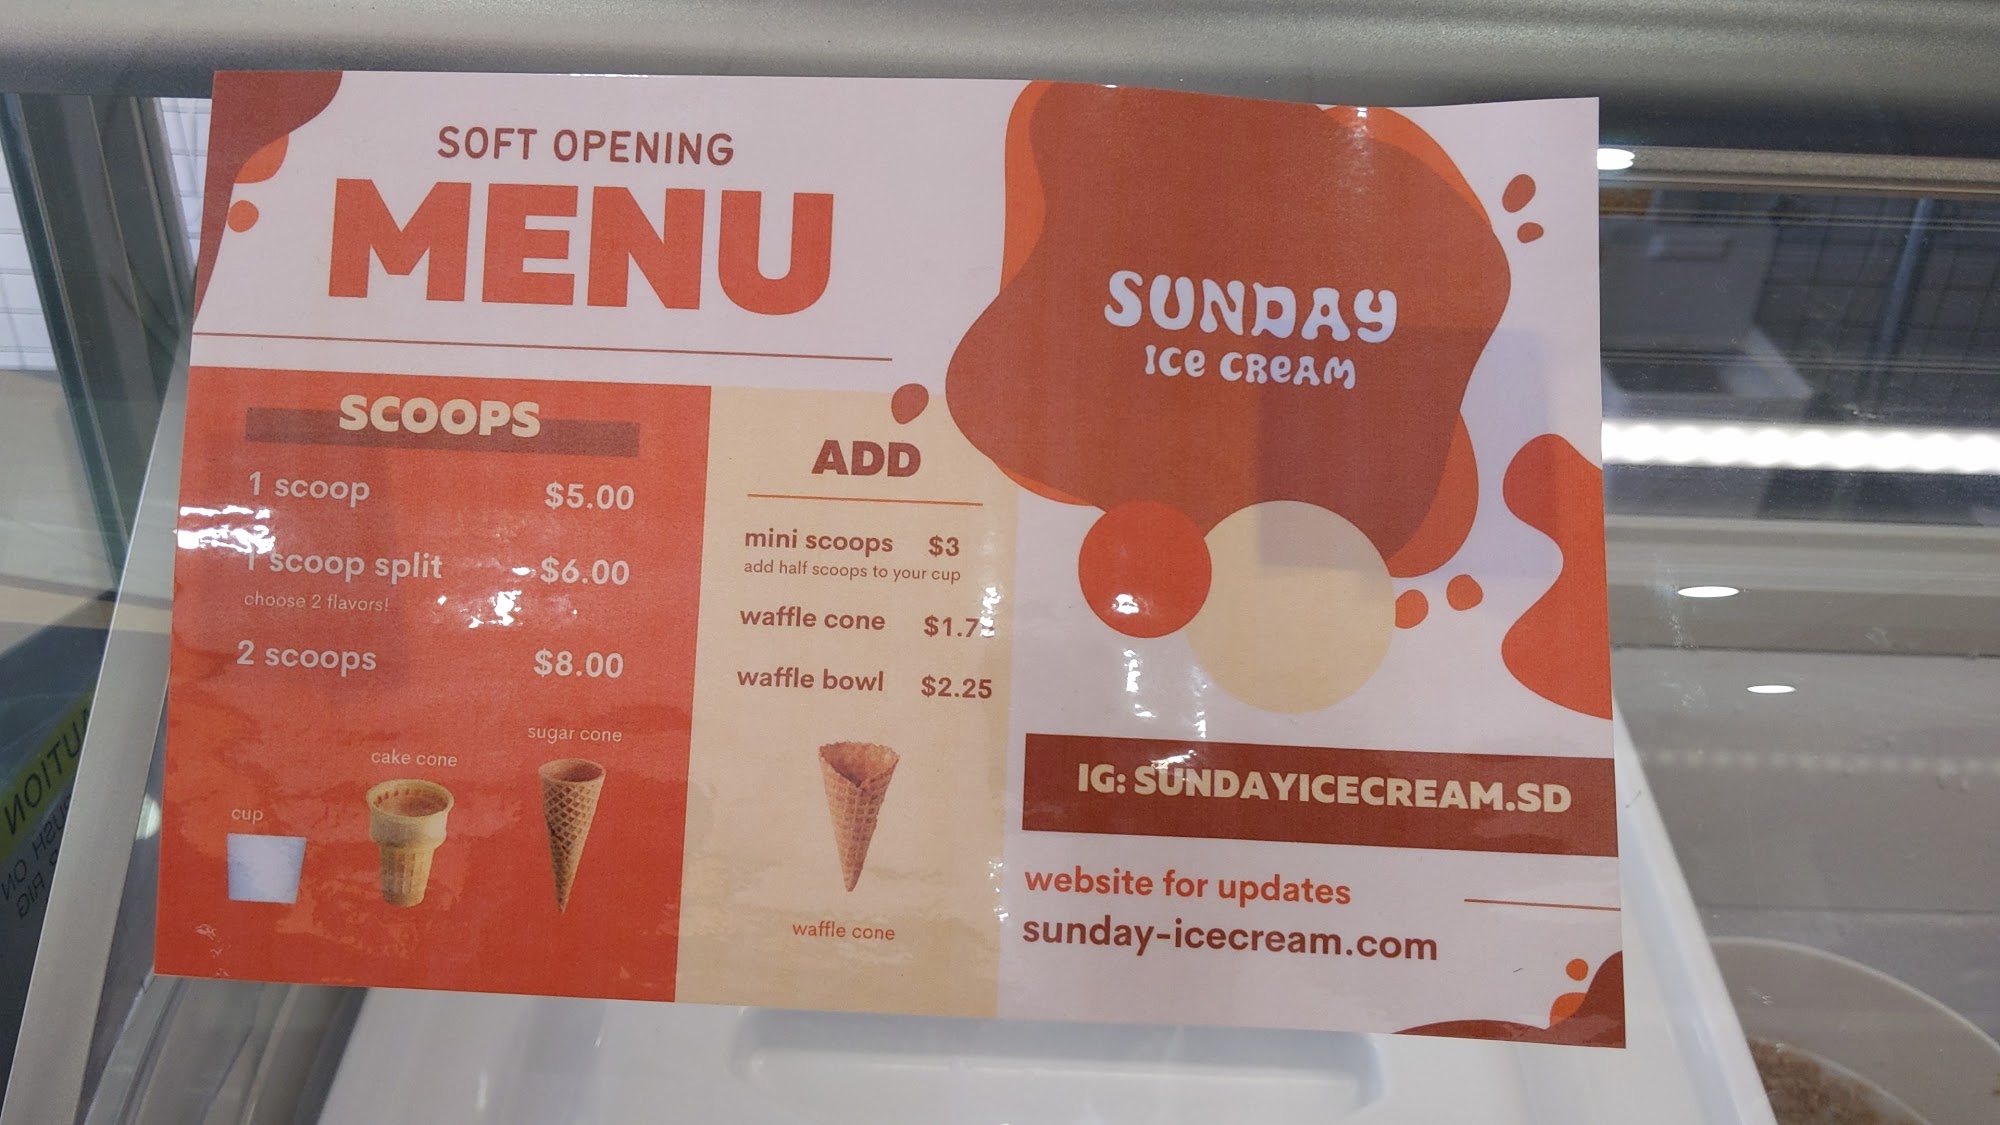 SOFT OPENING
MENU
SUNDAY
ICE CREAM
SCOOPS
1 scoop $5.00
1 scoop split $6.00
choose 2 flavors!
2 scoops $8.00
cup
cake cone
sugar cone
ADD
mini scoops $3
add half scoops to your cup
waffle cone
waffle bowl $2.25
waffle cone
IG: SUNDAYICECREAM.SD
website for updates
sunday-icecream.com